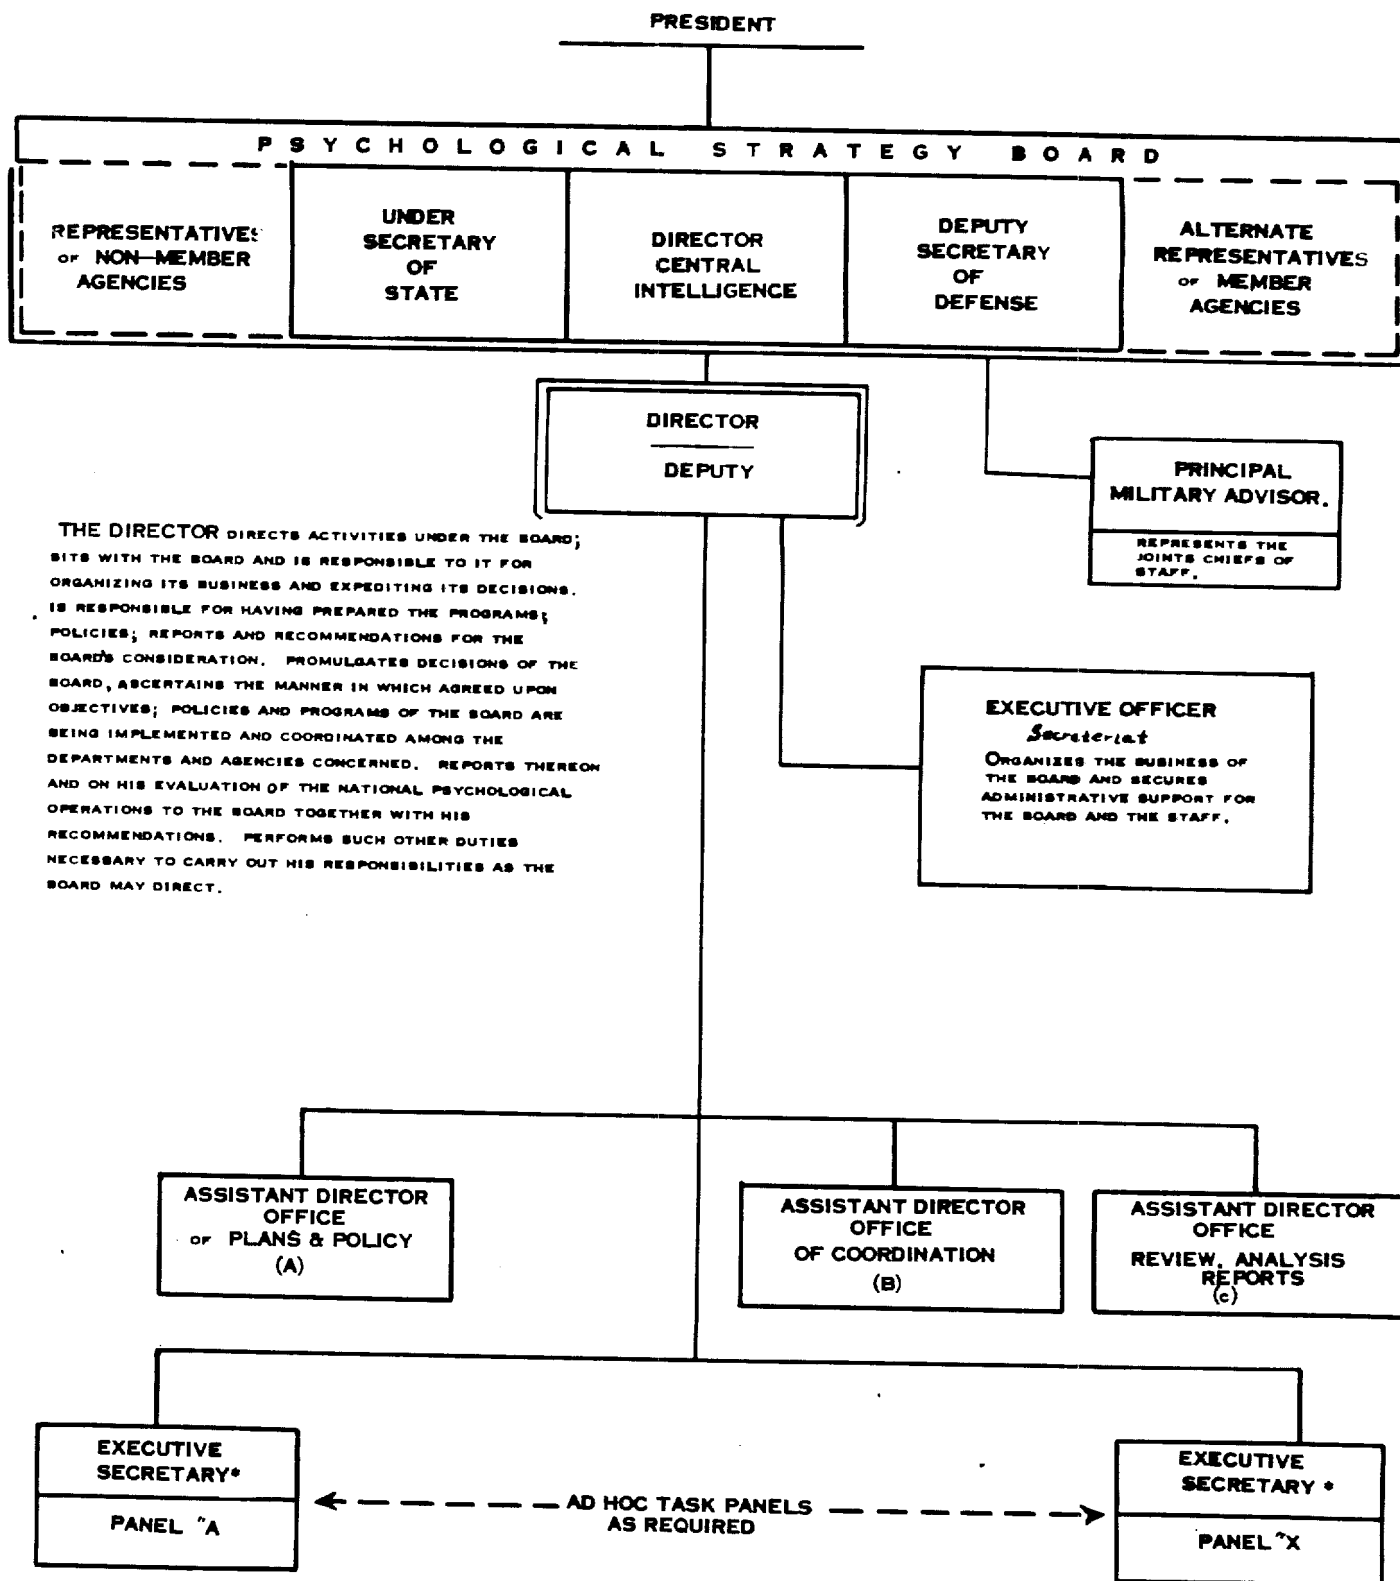 PRESIDENT
PSYCHOLOGICAL STRATEGY BOARD
REPRESENTATIVES
OF NON-MEMBER
AGENCIES
UNDER
SECRETARY
OF
STATE
DIRECTOR
CENTRAL
INTELLIGENCE
DEPUTY
SECRETARY
OF
DEFENSE
ALTERNATE
REPRESENTATIVES
OF MEMBER
AGENCIES
DIRECTOR
DEPUTY
PRINCIPAL
MILITARY ADVISOR.
REPRESENTS THE
JOINTS CHIEFS OF
STAFF.
THE DIRECTOR DIRECTS ACTIVITIES UNDER THE BOARD;
SITS WITH THE BOARD AND IS RESPONSIBLE TO IT FOR
ORGANIZING ITS BUSINESS AND EXPEDITING ITS DECISIONS.
IS RESPONSIBLE FOR HAVING PREPARED THE PROGRAMS;
POLICIES; REPORTS AND RECOMMENDATIONS FOR THE
BOARD'S CONSIDERATION. PROMULGATES DECISIONS OF THE
BOARD, ASCERTAINS THE MANNER IN WHICH AGREED UPON
OBJECTIVES; POLICIES AND PROGRAMS OF THE BOARD ARE
BEING IMPLEMENTED AND COORDINATED AMONG THE
DEPARTMENTS AND AGENCIES CONCERNED. REPORTS THEREON
AND ON HIS EVALUATION OF THE NATIONAL PSYCHOLOGICAL
OPERATIONS TO THE BOARD TOGETHER WITH HIS
RECOMMENDATIONS. PERFORMS SUCH OTHER DUTIES
NECESSARY TO CARRY OUT HIS RESPONSIBILITIES AS THE
BOARD MAY DIRECT.
EXECUTIVE OFFICER
Secreteriat
ORGANIZES THE BUSINESS OF
THE BOARD AND SECURES
ADMINISTRATIVE SUPPORT FOR
THE BOARD AND THE STAFF.
ASSISTANT DIRECTOR
OFFICE
OF PLANS & POLICY
(A)
ASSISTANT DIRECTOR
OFFICE
OF COORDINATION
(B)
ASSISTANT DIRECTOR
OFFICE
REVIEW, ANALYSIS
REPORTS
(c)
EXECUTIVE
SECRETARY*
PANEL "A
AD HOC TASK PANELS
AS REQUIRED
EXECUTIVE
SECRETARY *
PANEL "X